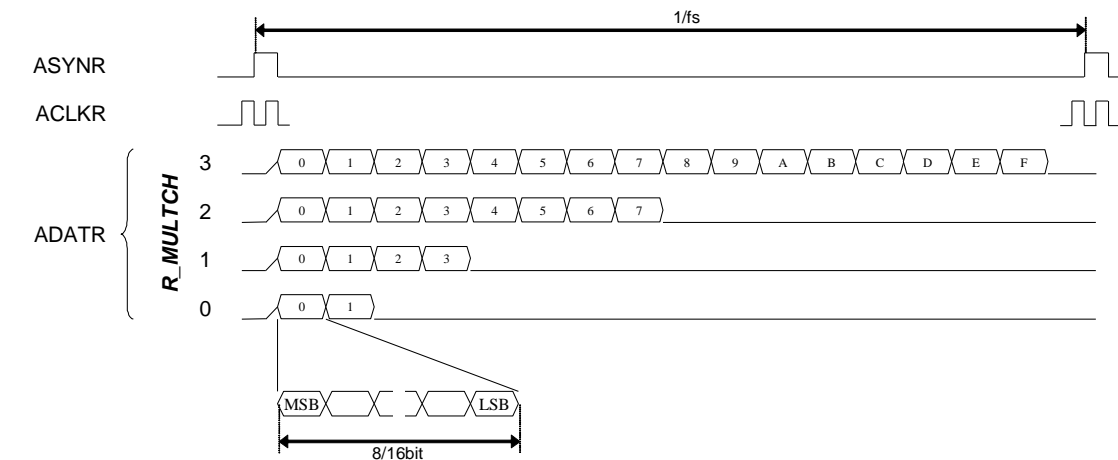 1/fs
ASYNR
ACLKR
ADATR
R_MULTCH
3 0 1 2 3 4 5 6 7 8 9 A B C D E F
2 0 1 2 3 4 5 6 7
1 0 1 2 3
0 0 1
MSB LSB
8/16bit